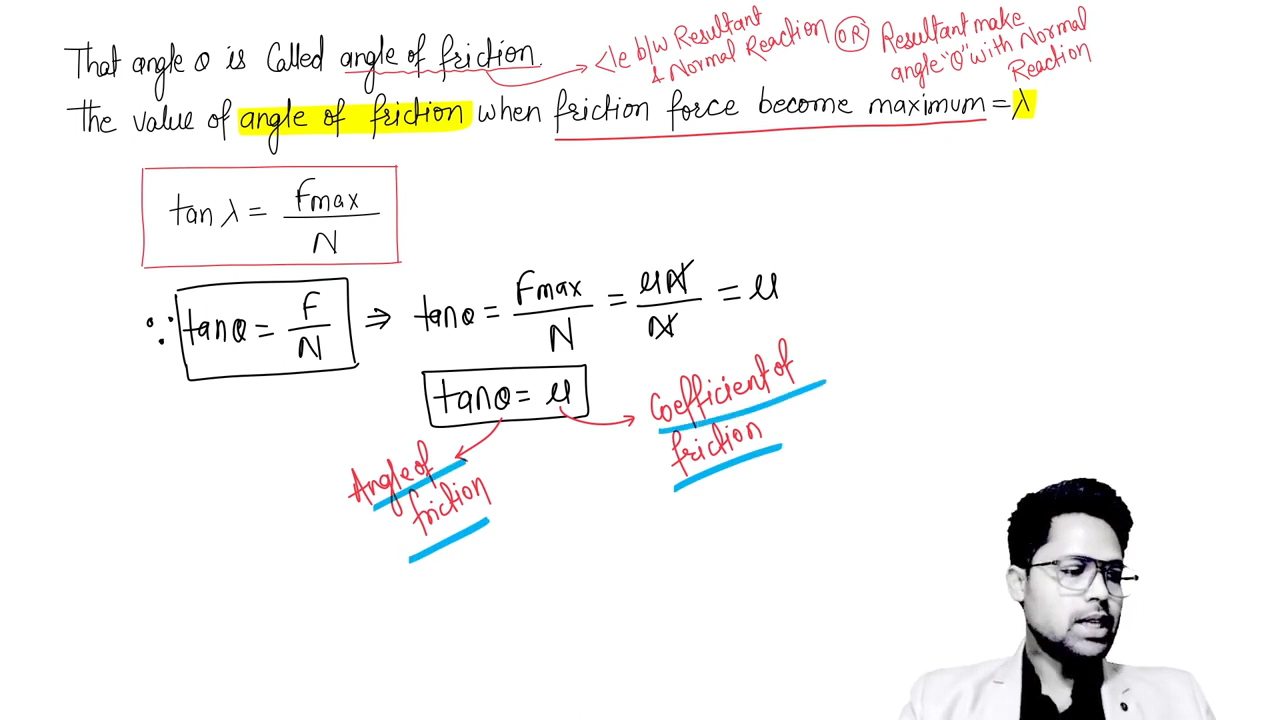 That angle θ is Called angle of friction.
<le b/w Resultant
& Normal Reaction
OR
Resultant make
angle "θ" with Normal
Reaction
The value of angle of friction when friction force become maximum = λ
tan λ = Fmax / N
∵ tanθ = F / N ⇒ tanθ = Fmax / N = μN / N = μ
tanθ = μ
Coefficient of
friction
Angle of
friction